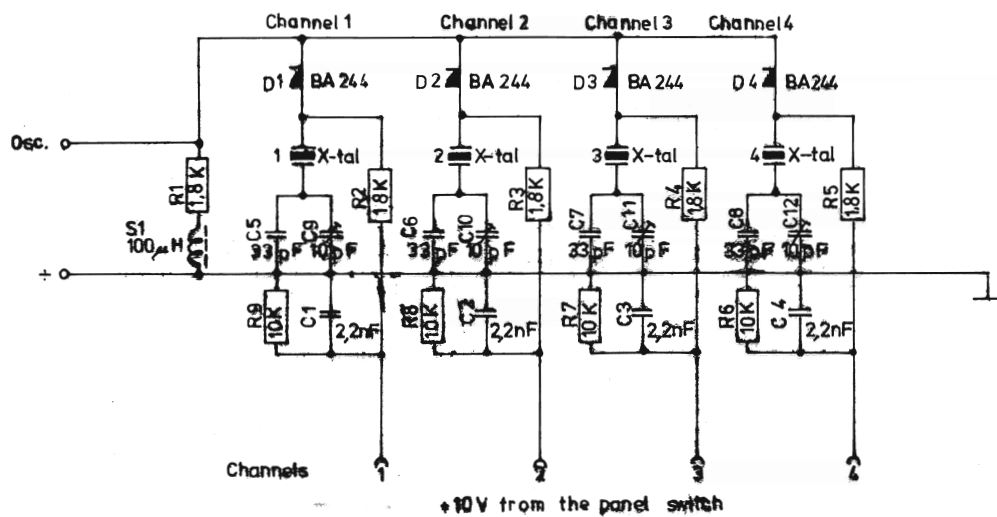 Channel 1 Channel 2 Channel 3 Channel 4
D1 BA 244 D2 BA 244 D3 BA 244 D4 BA 244
Osc.
1 X-tal 2 X-tal 3 X-tal 4 X-tal
R1 1,8K R2 1,8K R3 1,8K R4 1,8K R5 1,8K
S1
100μH
C5 C9 C6 C10 C7 C11 C8 C12
33pF 10pF 33pF 10pF 33pF 10pF 33pF 10pF
÷
R9 10K C1 R8 10K C2 R7 10K C3 R6 10K C4
2,2nF 2,2nF 2,2nF 2,2nF
Channels 1 2 3 4
+10V from the panel switch